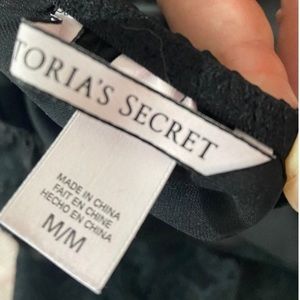 TORIA'S SECRET
MADE IN CHINA
FAIT EN CHINE
HECHO EN CHINA
M/M